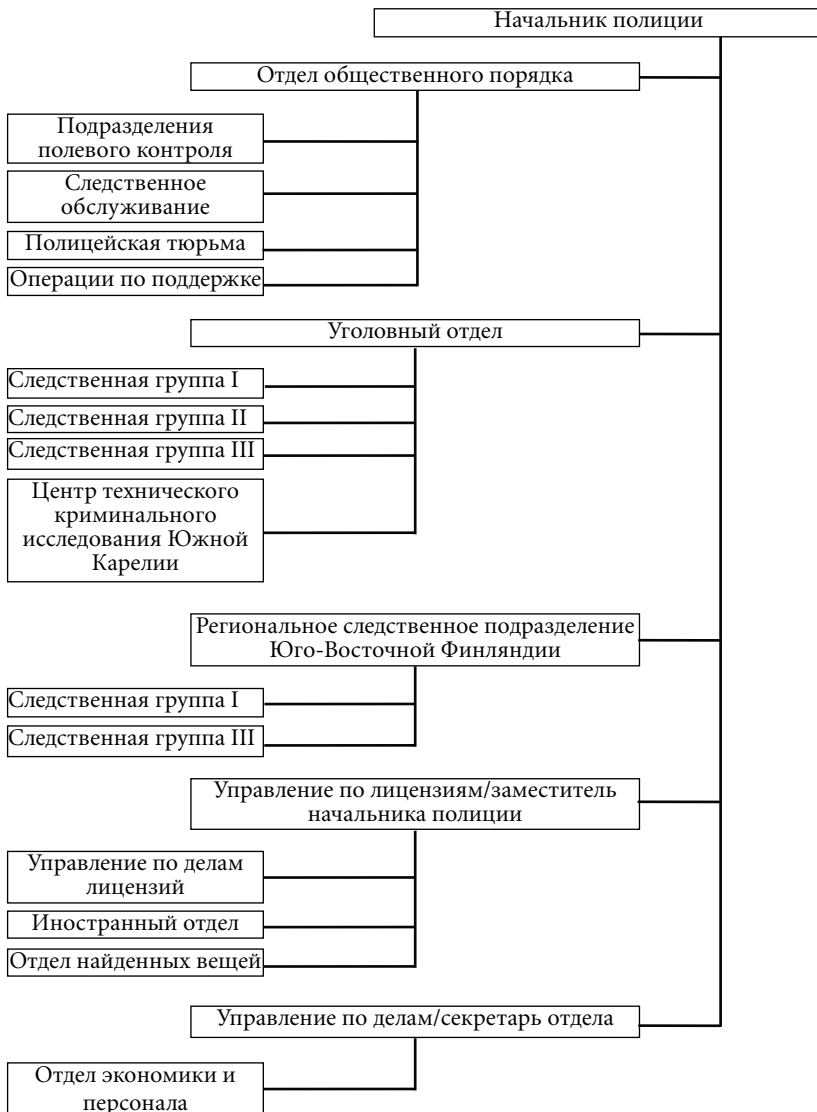 Начальник полиции
Отдел общественного порядка
Подразделения
полевого контроля
Следственное
обслуживание
Полицейская тюрьма
Операции по поддержке
Уголовный отдел
Следственная группа I
Следственная группа II
Следственная группа III
Центр технического
криминального
исследования Южной
Карелии
Региональное следственное подразделение
Юго-Восточной Финляндии
Следственная группа I
Следственная группа III
Управление по лицензиям/заместитель
начальника полиции
Управление по делам
лицензий
Иностранный отдел
Отдел найденных вещей
Управление по делам/секретарь отдела
Отдел экономики и
персонала